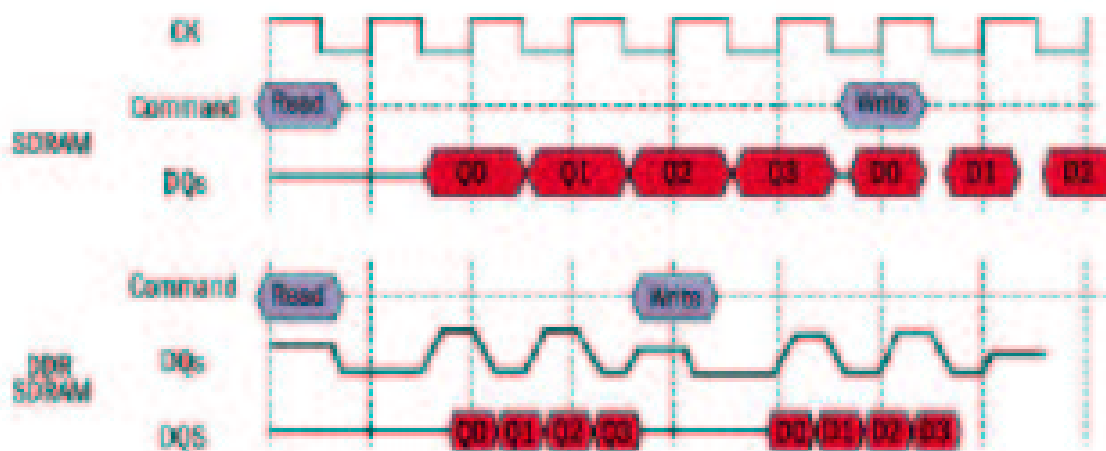 CK
Command Read Write
SDRAM
DQs Q0 Q1 Q2 Q3 D0 D1 D2
Command Read Write
DQs
DDR
SDRAM
DQS Q0 Q1 Q2 Q3 D0 D1 D2 D3